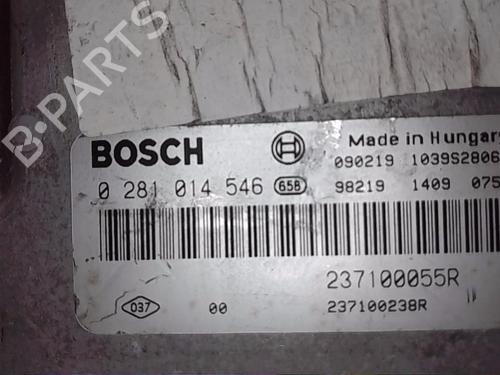 B-PARTS
BOSCH Made in Hungary
090219 1039S2806
0 281 014 546 658 98219 1409 075
237100055R
037 00 237100238R